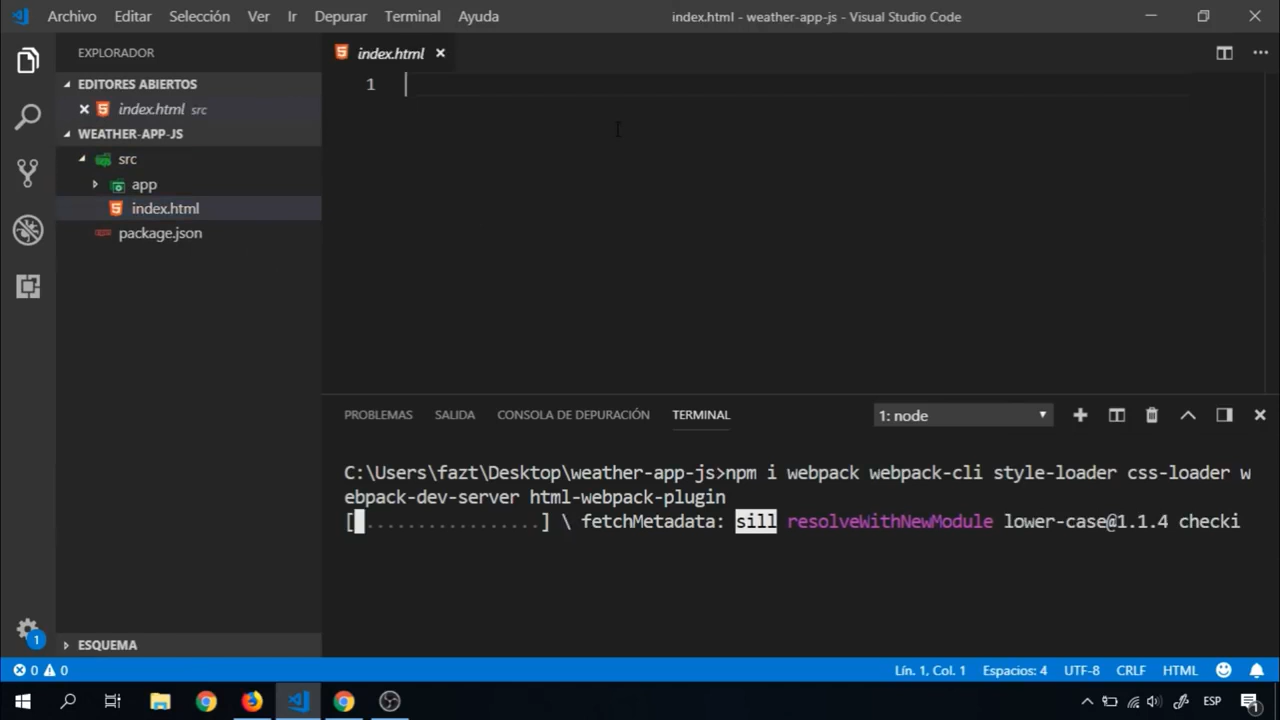 Archivo Editar Selección Ver Ir Depurar Terminal Ayuda index.html - weather-app-js - Visual Studio Code
EXPLORADOR
index.html
EDITORES ABIERTOS
index.html src
WEATHER-APP-JS
src
app
index.html
package.json
1
PROBLEMAS SALIDA CONSOLA DE DEPURACIÓN TERMINAL 1: node
C:\Users\fazt\Desktop\weather-app-js>npm i webpack webpack-cli style-loader css-loader w
ebpack-dev-server html-webpack-plugin
[ .................] \ fetchMetadata: sill resolveWithNewModule lower-case@1.1.4 checki
1
ESQUEMA
0 0 Lín. 1, Col. 1 Espacios: 4 UTF-8 CRLF HTML
ESP 1